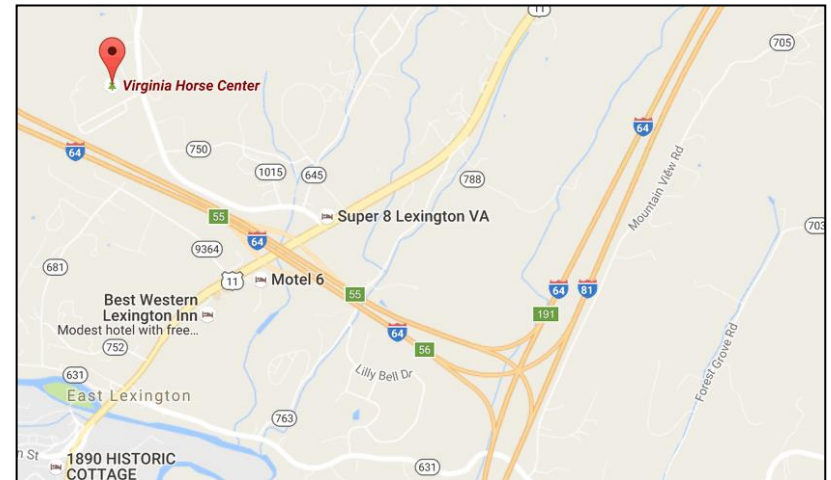 11
705
Virginia Horse Center
64
64
750
1015
645
788
Mountain View Rd
55
Super 8 Lexington VA
703
9364
64
681
11
Motel 6
Best Western
Lexington Inn
Modest hotel with free...
55
64
81
191
752
64
56
631
Lilly Bell Dr
Forest Grove Rd
East Lexington
763
n St
1890 HISTORIC
COTTAGE
631